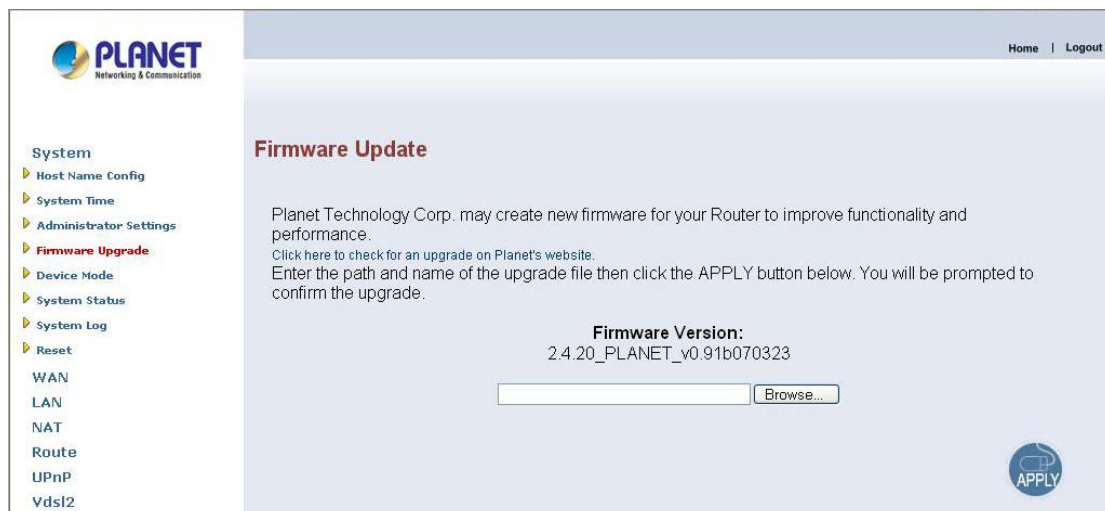 PLANET
Networking & Communication
Home | Logout
System
Host Name Config
System Time
Administrator Settings
Firmware Upgrade
Device Mode
System Status
System Log
Reset
WAN
LAN
NAT
Route
UPnP
Vdsl2
Firmware Update
Planet Technology Corp. may create new firmware for your Router to improve functionality and
performance.
Click here to check for an upgrade on Planet's website.
Enter the path and name of the upgrade file then click the APPLY button below. You will be prompted to
confirm the upgrade.
Firmware Version:
2.4.20_PLANET_v0.91b070323
Browse...
APPLY